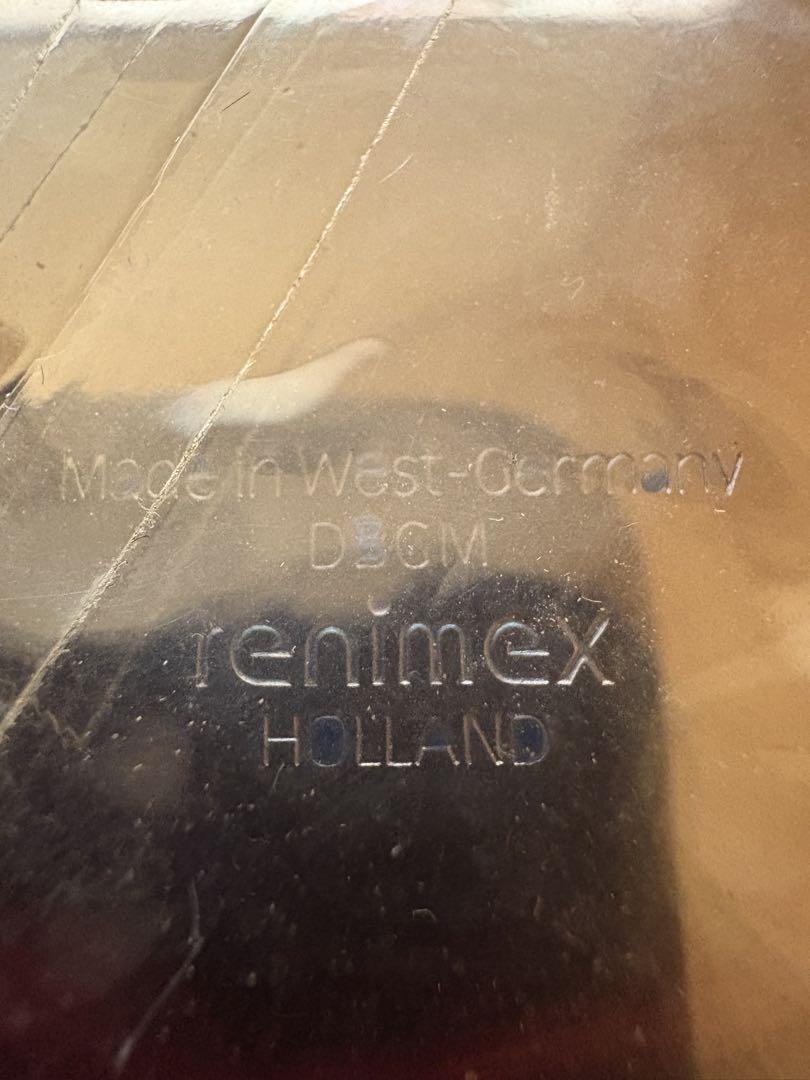 Made in West-Germany
DBGM
renimex
HOLLAND